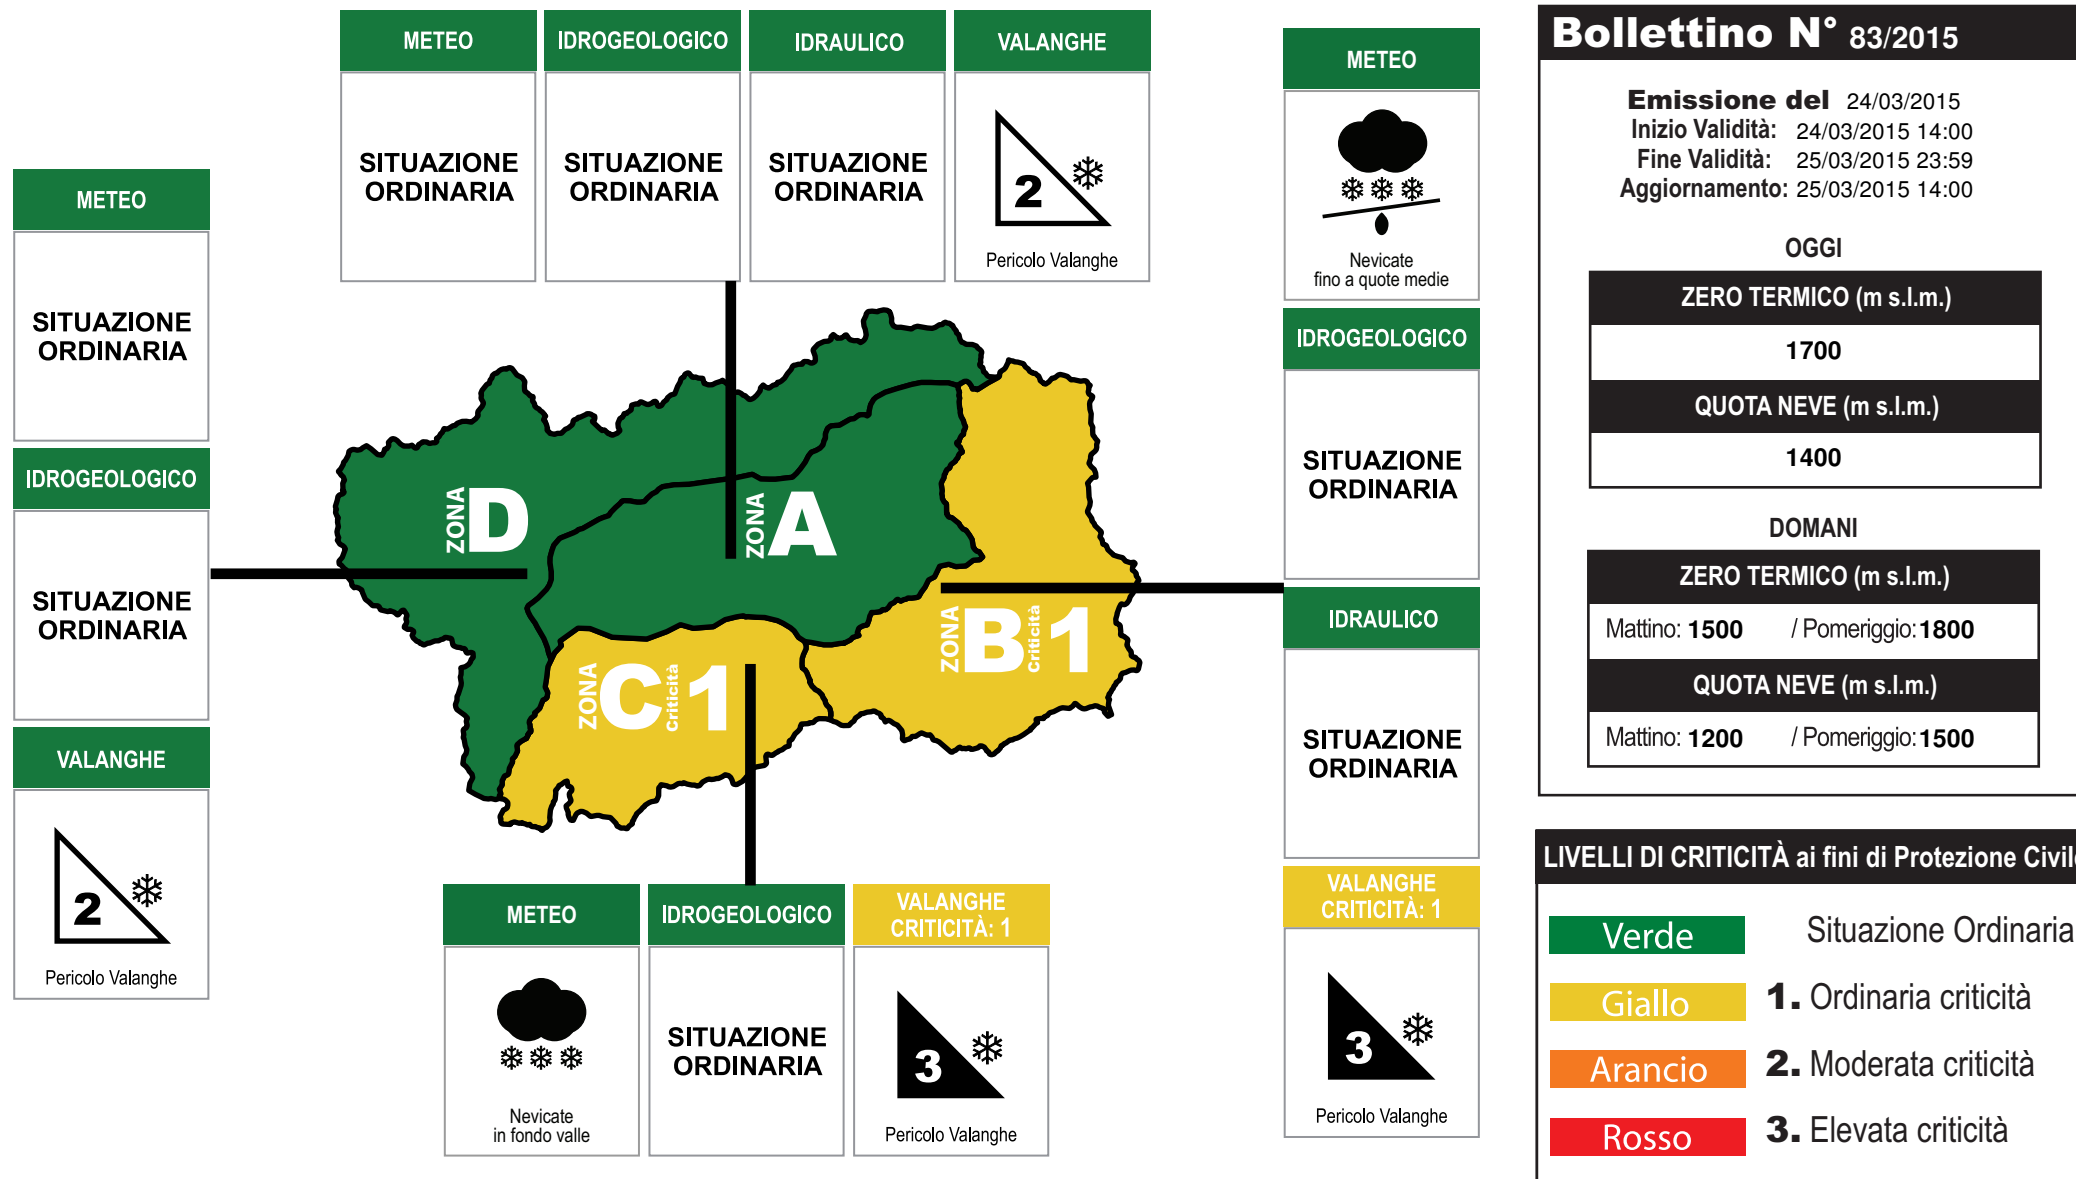 METEO
SITUAZIONE
ORDINARIA
IDROGEOLOGICO
SITUAZIONE
ORDINARIA
IDRAULICO
SITUAZIONE
ORDINARIA
VALANGHE
2
Pericolo Valanghe
METEO
SITUAZIONE
ORDINARIA
IDROGEOLOGICO
SITUAZIONE
ORDINARIA
VALANGHE
2
Pericolo Valanghe
ZONA D
ZONA A
ZONA B Criticità 1
ZONA C Criticità 1
METEO
Nevicate
in fondo valle
IDROGEOLOGICO
SITUAZIONE
ORDINARIA
VALANGHE
CRITICITÀ: 1
3
Pericolo Valanghe
METEO
Nevicate
fino a quote medie
IDROGEOLOGICO
SITUAZIONE
ORDINARIA
IDRAULICO
SITUAZIONE
ORDINARIA
VALANGHE
CRITICITÀ: 1
3
Pericolo Valanghe
Bollettino N° 83/2015
Emissione del 24/03/2015
Inizio Validità: 24/03/2015 14:00
Fine Validità: 25/03/2015 23:59
Aggiornamento: 25/03/2015 14:00
OGGI
ZERO TERMICO (m s.l.m.)
1700
QUOTA NEVE (m s.l.m.)
1400
DOMANI
ZERO TERMICO (m s.l.m.)
Mattino: 1500 / Pomeriggio: 1800
QUOTA NEVE (m s.l.m.)
Mattino: 1200 / Pomeriggio: 1500
LIVELLI DI CRITICITÀ ai fini di Protezione Civile
Verde Situazione Ordinaria
Giallo 1. Ordinaria criticità
Arancio 2. Moderata criticità
Rosso 3. Elevata criticità